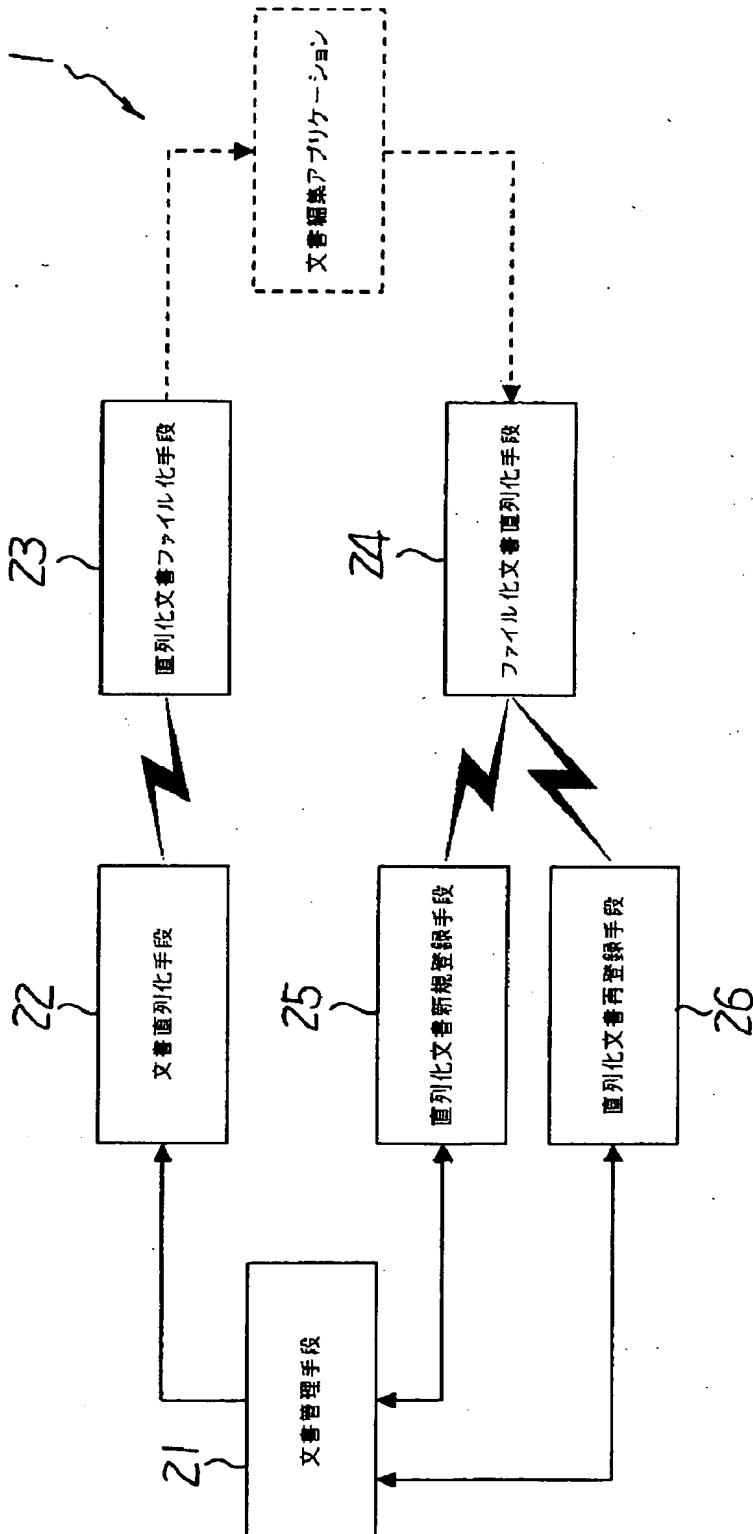 1
文書編集アプリケーション
23
直列化文書ファイル化手段
24
ファイル化文書直列化手段
22
文書直列化手段
25
直列化文書新規登録手段
26
直列化文書再登録手段
21
文書管理手段